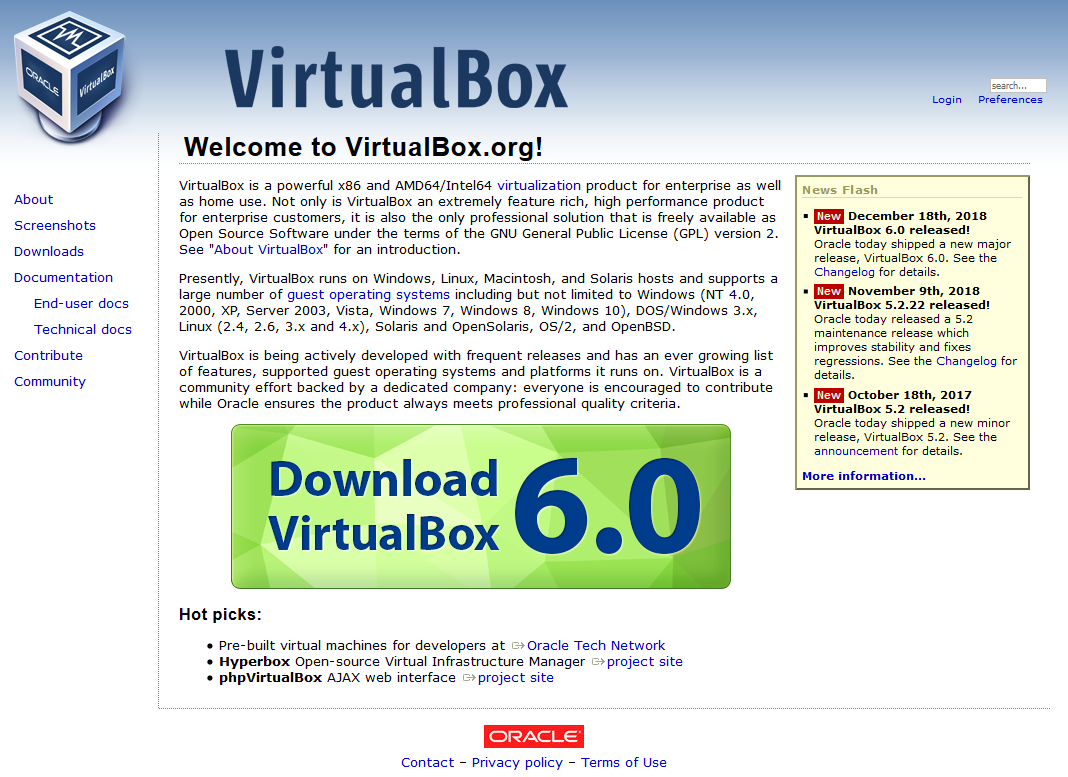 ORACLE
VirtualBox
VirtualBox
search...
Login Preferences
Welcome to VirtualBox.org!
About
Screenshots
Downloads
Documentation
End-user docs
Technical docs
Contribute
Community
VirtualBox is a powerful x86 and AMD64/Intel64 virtualization product for enterprise as well
as home use. Not only is VirtualBox an extremely feature rich, high performance product
for enterprise customers, it is also the only professional solution that is freely available as
Open Source Software under the terms of the GNU General Public License (GPL) version 2.
See "About VirtualBox" for an introduction.
Presently, VirtualBox runs on Windows, Linux, Macintosh, and Solaris hosts and supports a
large number of guest operating systems including but not limited to Windows (NT 4.0,
2000, XP, Server 2003, Vista, Windows 7, Windows 8, Windows 10), DOS/Windows 3.x,
Linux (2.4, 2.6, 3.x and 4.x), Solaris and OpenSolaris, OS/2, and OpenBSD.
VirtualBox is being actively developed with frequent releases and has an ever growing list
of features, supported guest operating systems and platforms it runs on. VirtualBox is a
community effort backed by a dedicated company: everyone is encouraged to contribute
while Oracle ensures the product always meets professional quality criteria.
Download
VirtualBox
6.0
Hot picks:
• Pre-built virtual machines for developers at Oracle Tech Network
• Hyperbox Open-source Virtual Infrastructure Manager project site
• phpVirtualBox AJAX web interface project site
News Flash
New December 18th, 2018
VirtualBox 6.0 released!
Oracle today shipped a new major
release, VirtualBox 6.0. See the
Changelog for details.
New November 9th, 2018
VirtualBox 5.2.22 released!
Oracle today released a 5.2
maintenance release which
improves stability and fixes
regressions. See the Changelog for
details.
New October 18th, 2017
VirtualBox 5.2 released!
Oracle today shipped a new minor
release, VirtualBox 5.2. See the
announcement for details.
More information...
ORACLE
Contact – Privacy policy – Terms of Use